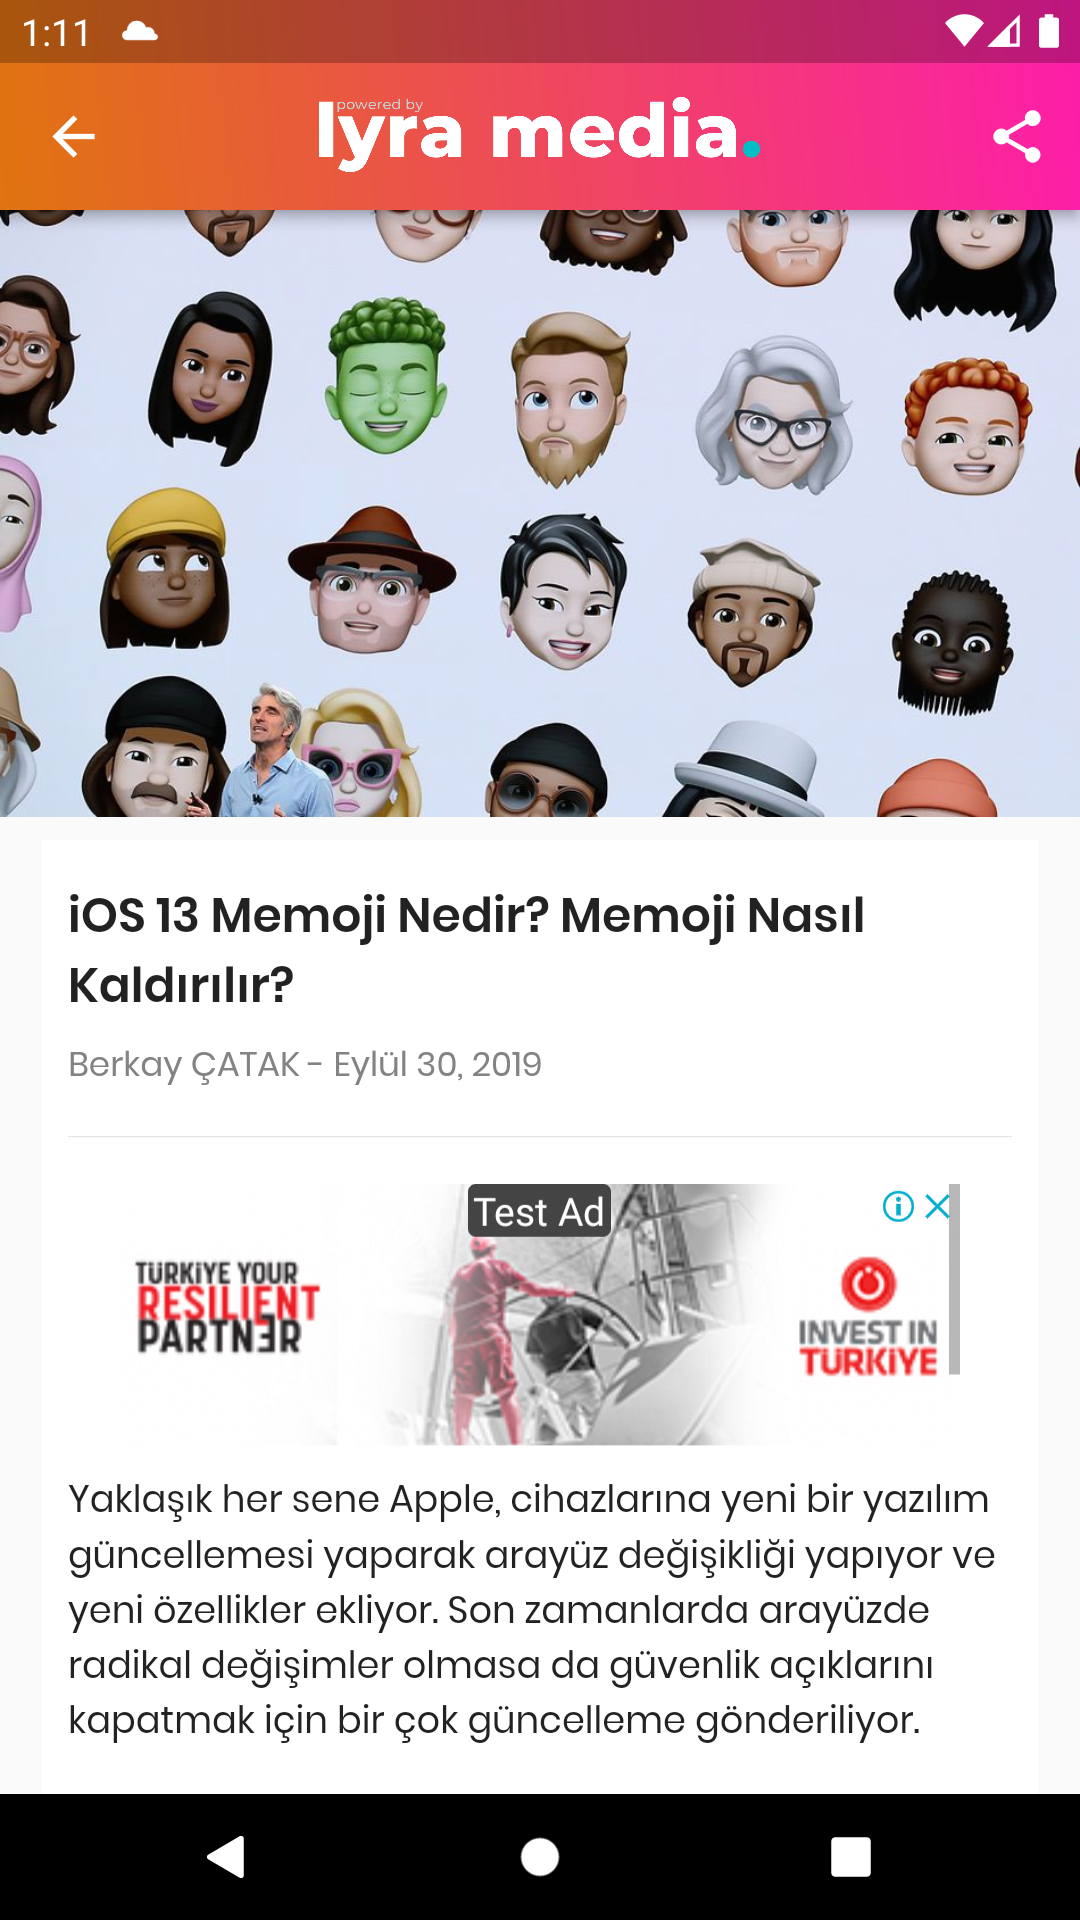 1:11
powered by
lyra media.
iOS 13 Memoji Nedir? Memoji Nasıl
Kaldırılır?
Berkay ÇATAK - Eylül 30, 2019
Test Ad
TÜRKİYE YOUR
RESILIENT
PARTNƎR
INVEST IN
TÜRKİYE
Yaklaşık her sene Apple, cihazlarına yeni bir yazılım
güncellemesi yaparak arayüz değişikliği yapıyor ve
yeni özellikler ekliyor. Son zamanlarda arayüzde
radikal değişimler olmasa da güvenlik açıklarını
kapatmak için bir çok güncelleme gönderiliyor.